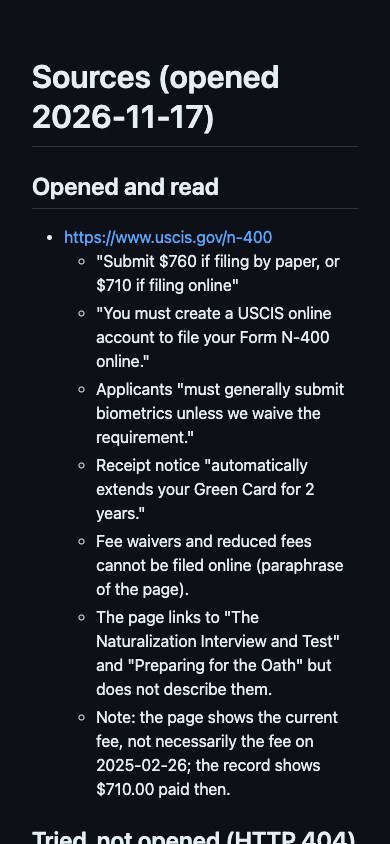 Sources (opened
2026-11-17)
Opened and read
https://www.uscis.gov/n-400
"Submit $760 if filing by paper, or
$710 if filing online"
"You must create a USCIS online
account to file your Form N-400
online."
Applicants "must generally submit
biometrics unless we waive the
requirement."
Receipt notice "automatically
extends your Green Card for 2
years."
Fee waivers and reduced fees
cannot be filed online (paraphrase
of the page).
The page links to "The
Naturalization Interview and Test"
and "Preparing for the Oath" but
does not describe them.
Note: the page shows the current
fee, not necessarily the fee on
2025-02-26; the record shows
$710.00 paid then.
Tried, not opened (HTTP 404)